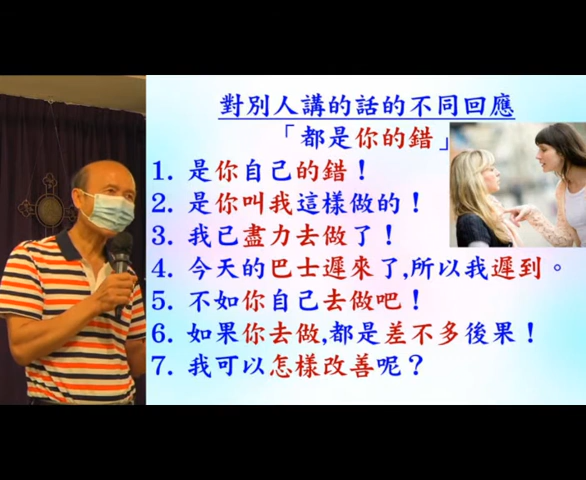 對別人講的話的不同回應
「都是你的錯」
1. 是你自己的錯！
2. 是你叫我這樣做的！
3. 我已盡力去做了！
4. 今天的巴士遲來了,所以我遲到。
5. 不如你自己去做吧！
6. 如果你去做,都是差不多後果！
7. 我可以怎樣改善呢？